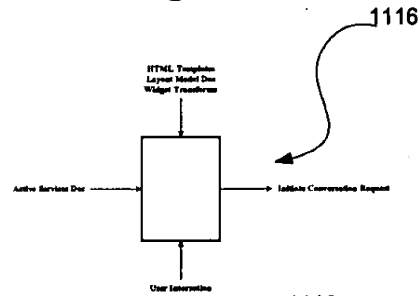 1116
HTML Templates
Layout Model Doc
Widget Transforms
Active Services Doc
Initiate Conversation Request
User Interaction